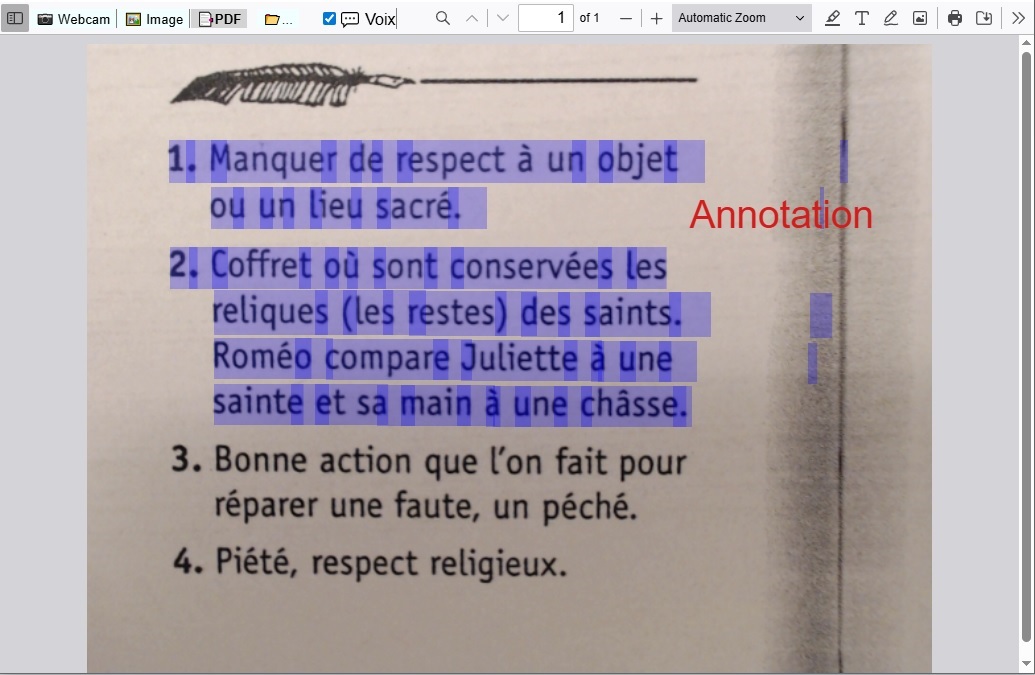 Webcam Image PDF ... Voix 1 of 1 Automatic Zoom
1. Manquer de respect à un objet
ou un lieu sacré.
Annotation
2. Coffret où sont conservées les
reliques (les restes) des saints.
Roméo compare Juliette à une
sainte et sa main à une châsse.
3. Bonne action que l'on fait pour
réparer une faute, un péché.
4. Piété, respect religieux.